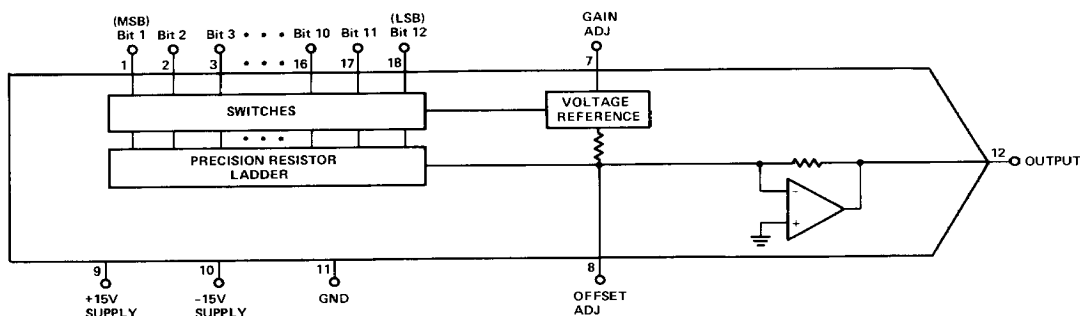 (MSB) Bit 1
Bit 2
Bit 3
• • •
Bit 10
Bit 11
(LSB) Bit 12
GAIN
ADJ
1
2
3
• • •
16
17
18
7
SWITCHES
VOLTAGE
REFERENCE
• • •
PRECISION RESISTOR
LADDER
12
OUTPUT
-
+
9
10
11
8
+15V
SUPPLY
-15V
SUPPLY
GND
OFFSET
ADJ